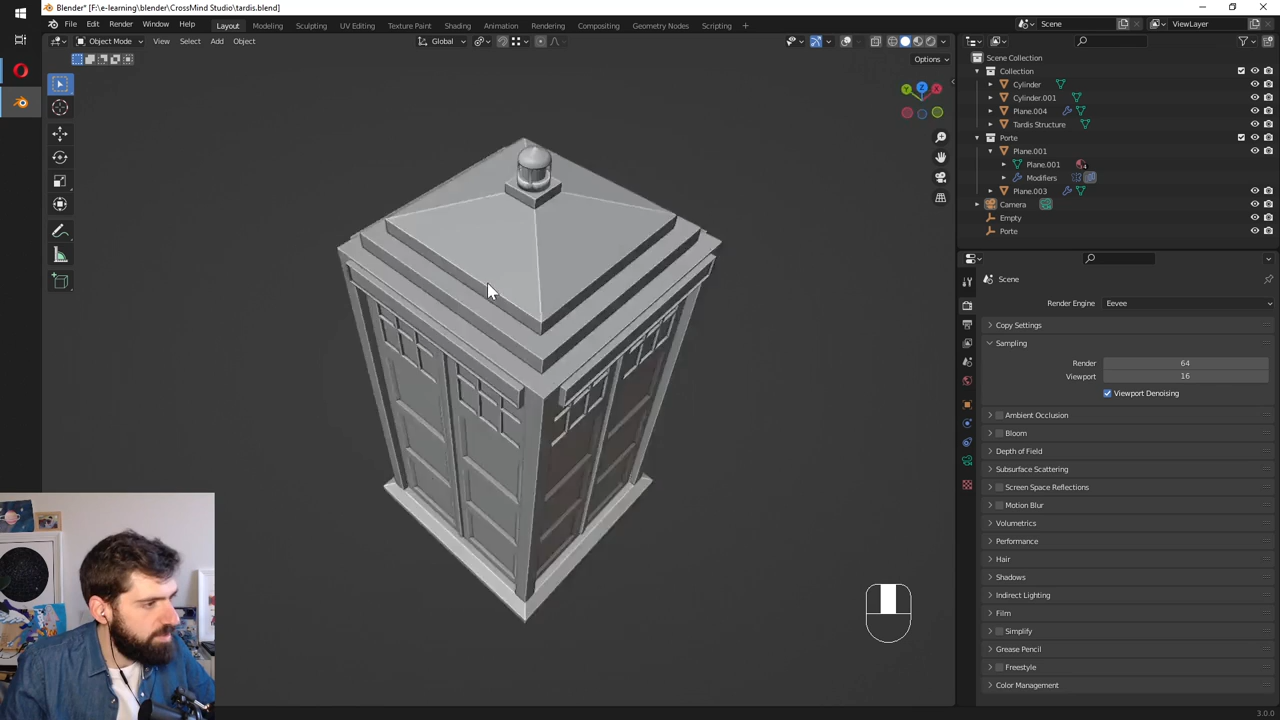 Blender* [F:\e-learning\blender\CrossMind Studio\tardis.blend]
File Edit Render Window Help Layout Modeling Sculpting UV Editing Texture Paint Shading Animation Rendering Compositing Geometry Nodes Scripting + Scene ViewLayer
Object Mode View Select Add Object Global
Options
Scene Collection
Collection
Cylinder
Cylinder.001
Plane.004
Tardis Structure
Porte
Plane.001
Plane.001
4
Modifiers
Plane.003
Camera
Empty
Porte
Y Z X
Scene
Render Engine Eevee
Copy Settings
Sampling
Render 64
Viewport 16
Viewport Denoising
Ambient Occlusion
Bloom
Depth of Field
Subsurface Scattering
Screen Space Reflections
Motion Blur
Volumetrics
Performance
Hair
Shadows
Indirect Lighting
Film
Simplify
Grease Pencil
Freestyle
Color Management
3.0.0